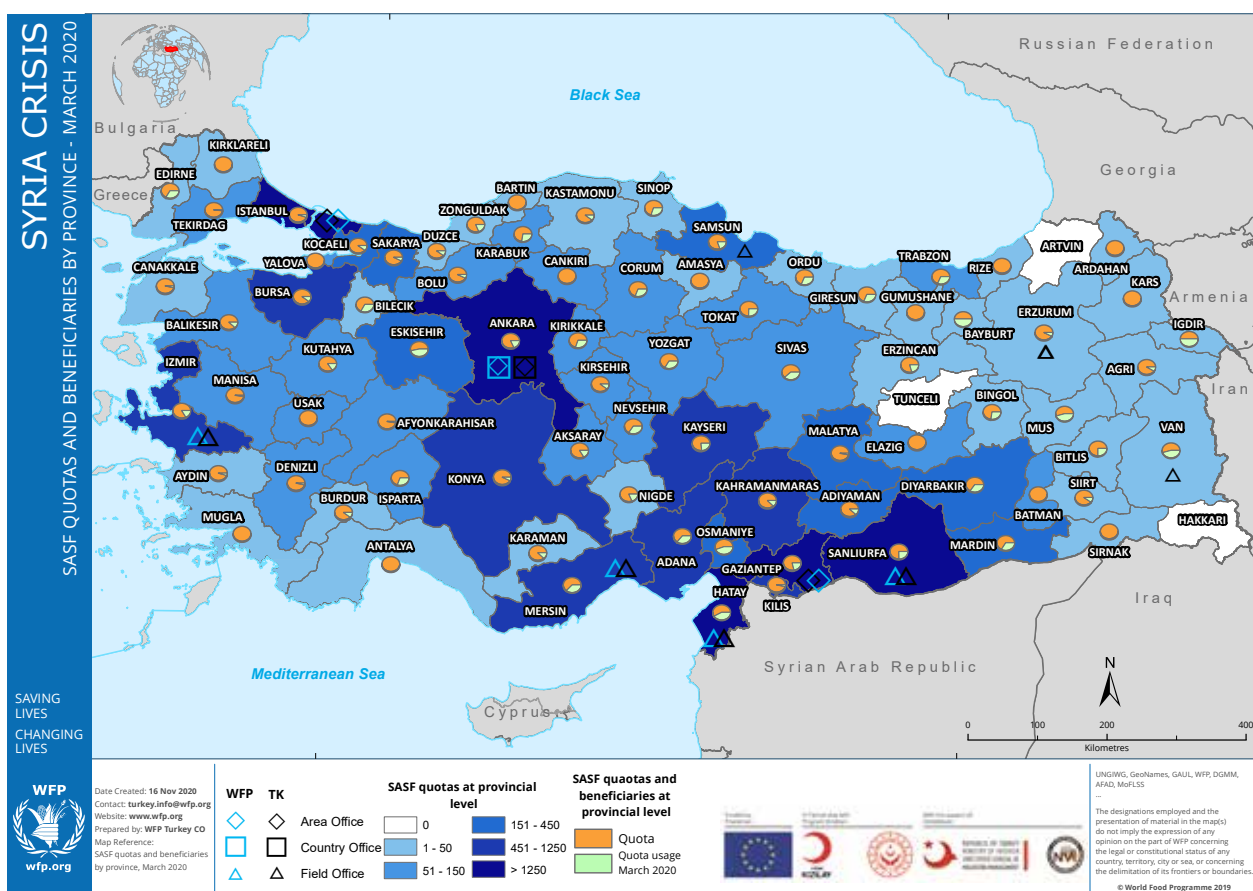 SYRIA CRISIS
SASF QUOTAS AND BENEFICIARIES BY PROVINCE - MARCH 2020
SAVING
LIVES
CHANGING
LIVES
WFP
wfp.org
Russian Federation
Black Sea
Bulgaria
Georgia
Greece
Armenia
Iran
Iraq
Syrian Arab Republic
Mediterranean Sea
Cyprus
KIRKLARELI
EDIRNE
TEKIRDAG
ISTANBUL
KOCAELI
YALOVA
SAKARYA
DUZCE
ZONGULDAK
BARTIN
KASTAMONU
SINOP
KARABUK
SAMSUN
ORDU
TRABZON
RIZE
ARTVIN
ARDAHAN
KARS
CANAKKALE
BURSA
BILECIK
BOLU
CANKIRI
CORUM
AMASYA
GIRESUN
GUMUSHANE
BAYBURT
ERZURUM
IGDIR
BALIKESIR
ESKISEHIR
ANKARA
KIRIKKALE
TOKAT
YOZGAT
SIVAS
ERZINCAN
AGRI
IZMIR
KUTAHYA
MANISA
USAK
AFYONKARAHISAR
KIRSEHIR
NEVSEHIR
AKSARAY
KAYSERI
MALATYA
ELAZIG
TUNCELI
BINGOL
MUS
VAN
BITLIS
AYDIN
DENIZLI
BURDUR
ISPARTA
KONYA
NIGDE
KAHRAMANMARAS
ADIYAMAN
DIYARBAKIR
SIIRT
BATMAN
HAKKARI
MUGLA
ANTALYA
KARAMAN
MERSIN
ADANA
OSMANIYE
GAZIANTEP
KILIS
HATAY
SANLIURFA
MARDIN
SIRNAK
N
0 100 200 400
Kilometres
Date Created: 16 Nov 2020
Contact: turkey.info@wfp.org
Website: www.wfp.org
Prepared by: WFP Turkey CO
Map Reference:
SASF quotas and beneficiaries
by province, March 2020
WFP TK
Area Office
Country Office
Field Office
SASF quotas at provincial
level
0
1 - 50
51 - 150
151 - 450
451 - 1250
> 1250
SASF quaotas and
beneficiaries at
provincial level
Quota
Quota usage
March 2020
KIZILAY
UNGIWG, GeoNames, GAUL, WFP, DGMM,
AFAD, MoFLSS
...
The designations employed and the
presentation of material in the map(s)
do not imply the expression of any
opinion on the part of WFP concerning
the legal or constitutional status of any
country, territory, city or sea, or concerning
the delimitation of its frontiers or boundaries.
© World Food Programme 2019